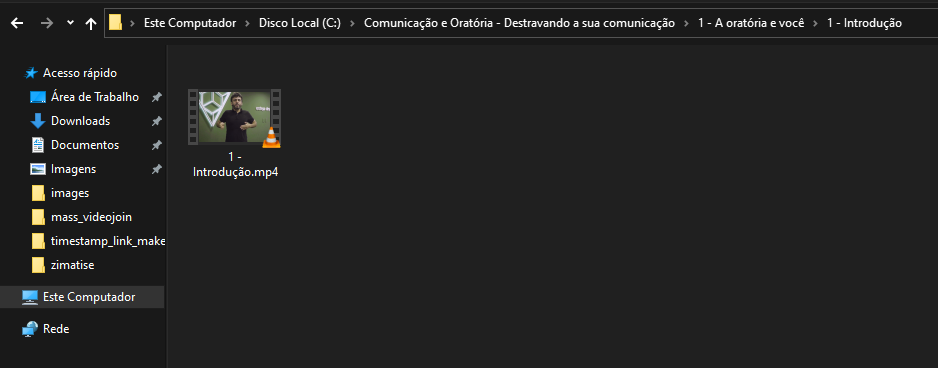 Este Computador > Disco Local (C:) > Comunicação e Oratória - Destravando a sua comunicação > 1 - A oratória e você > 1 - Introdução
Acesso rápido
Área de Trabalho
Downloads
Documentos
Imagens
images
mass_videojoin
timestamp_link_make
zimatise
Este Computador
Rede
1 -
Introdução.mp4